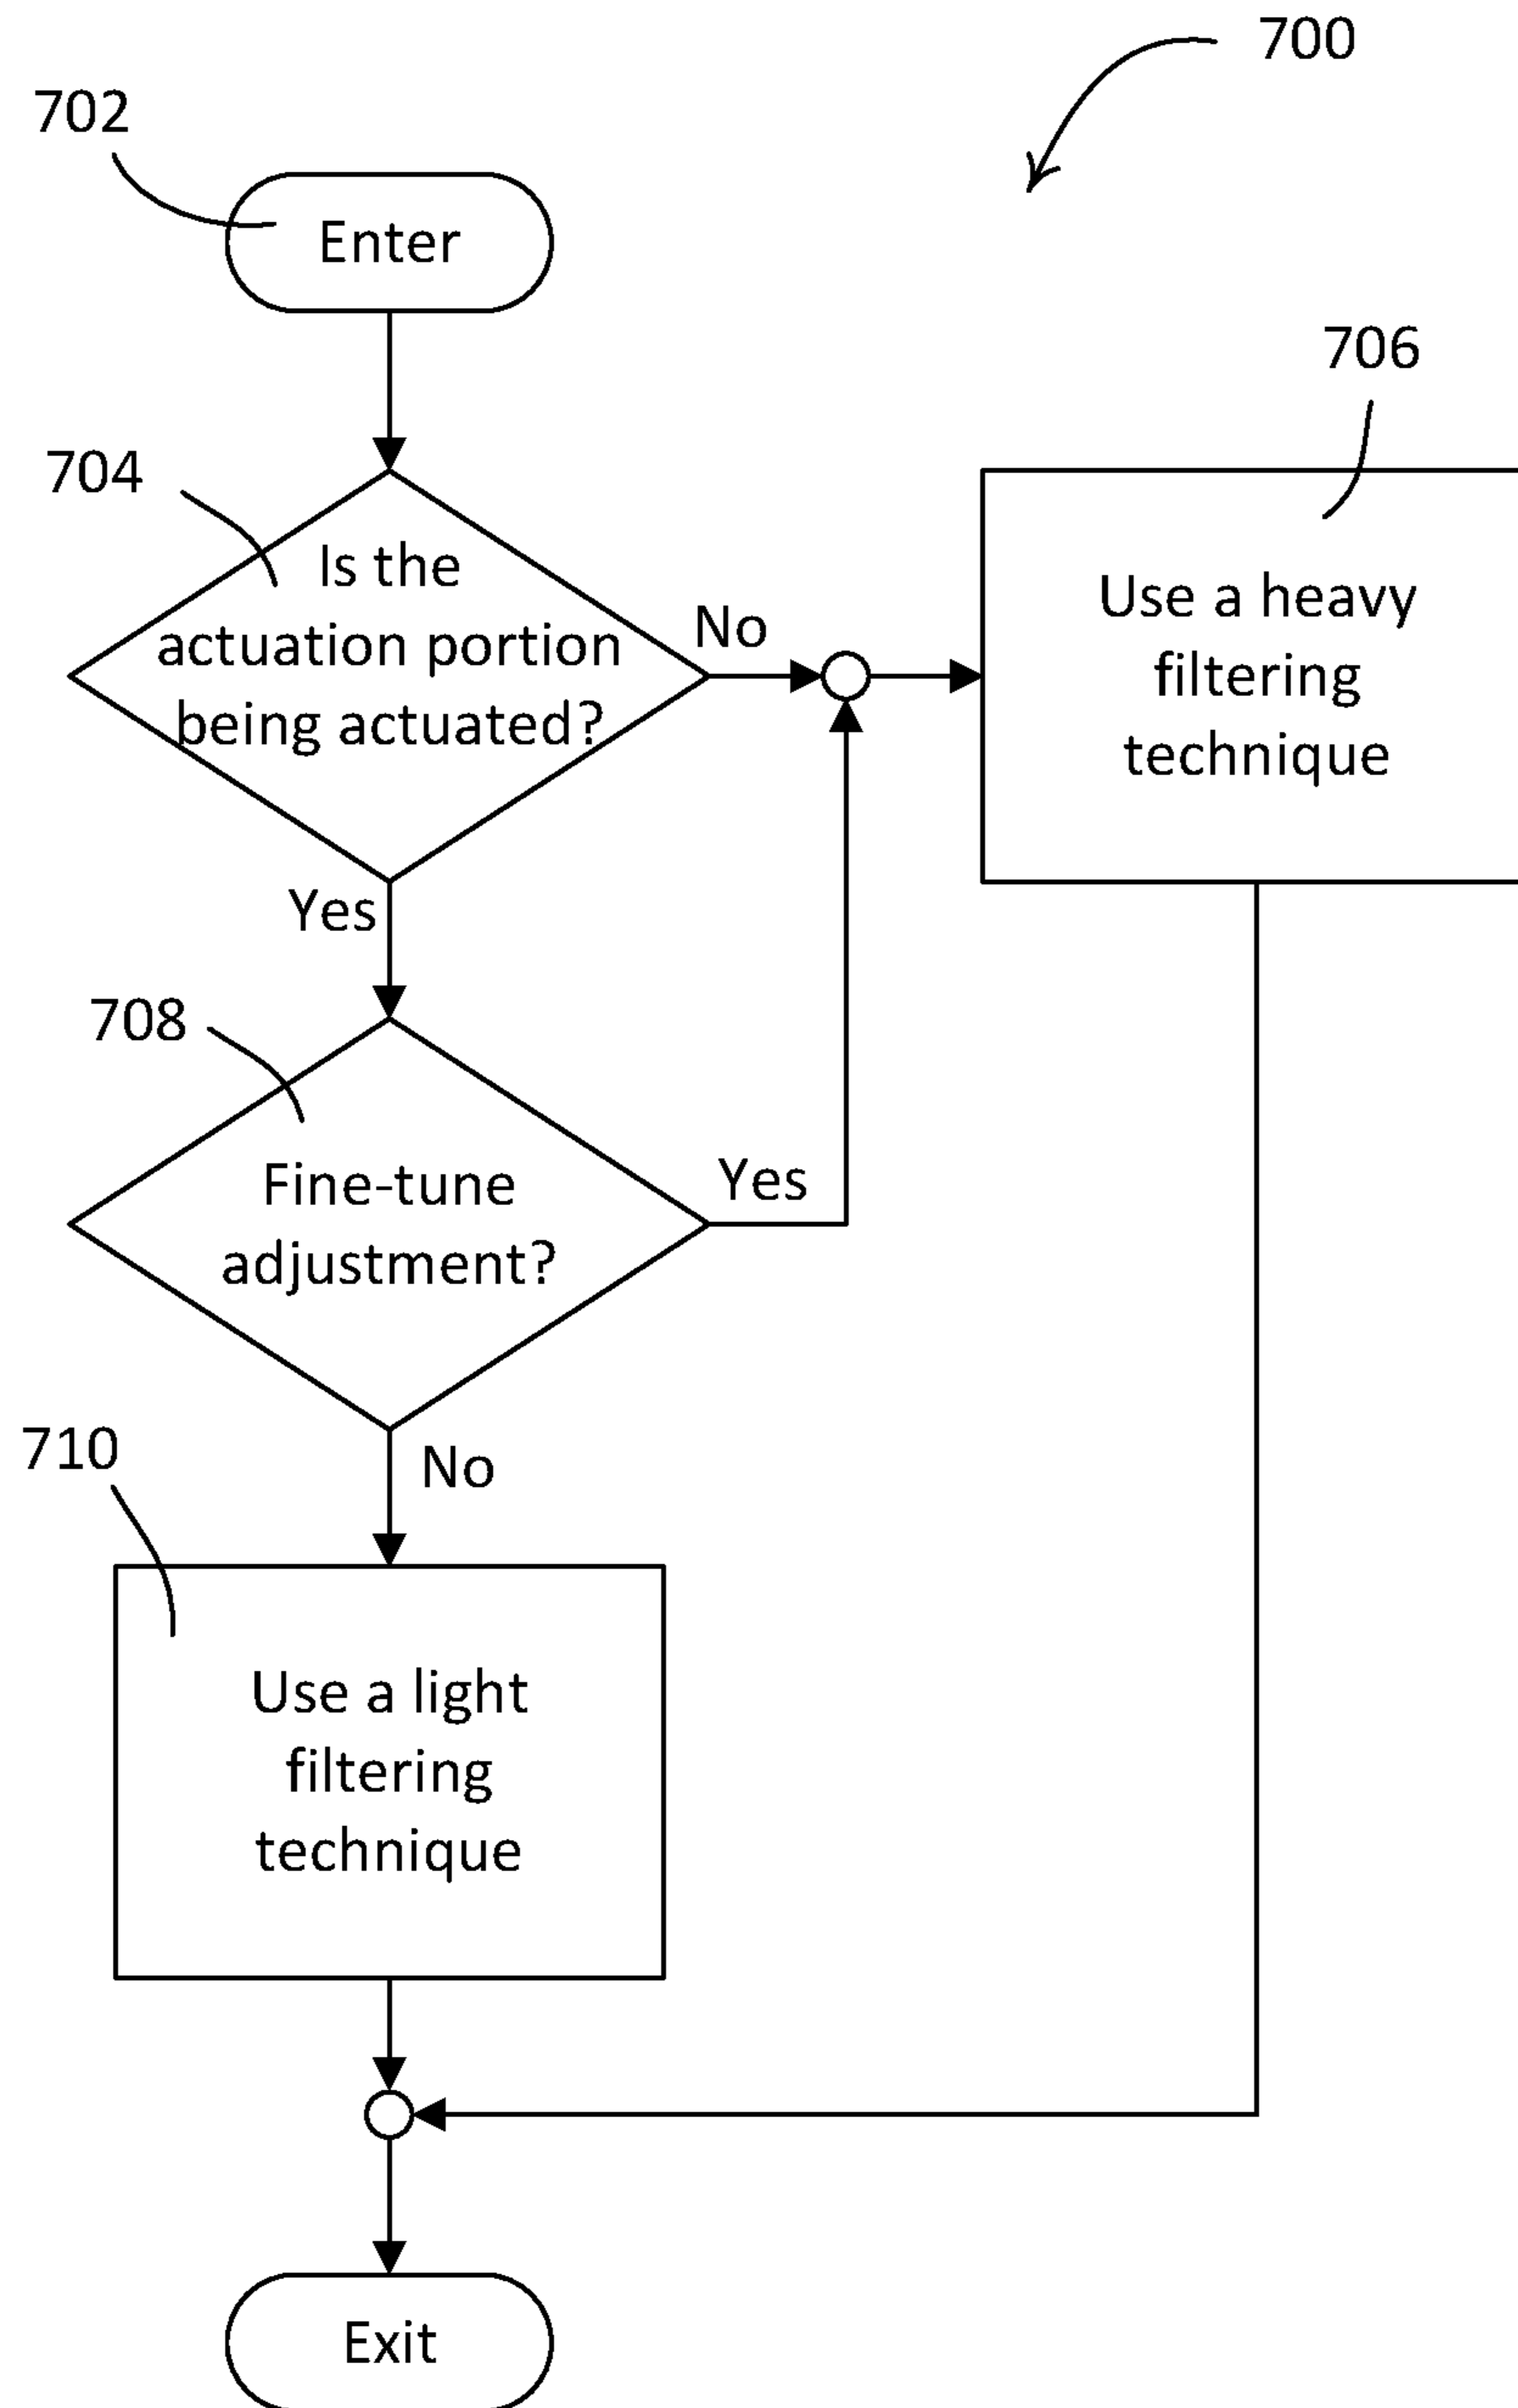 700
702
Enter
706
704
Is the
actuation portion
being actuated?
No
Use a heavy
filtering
technique
Yes
708
Fine-tune
adjustment?
Yes
710
No
Use a light
filtering
technique
Exit